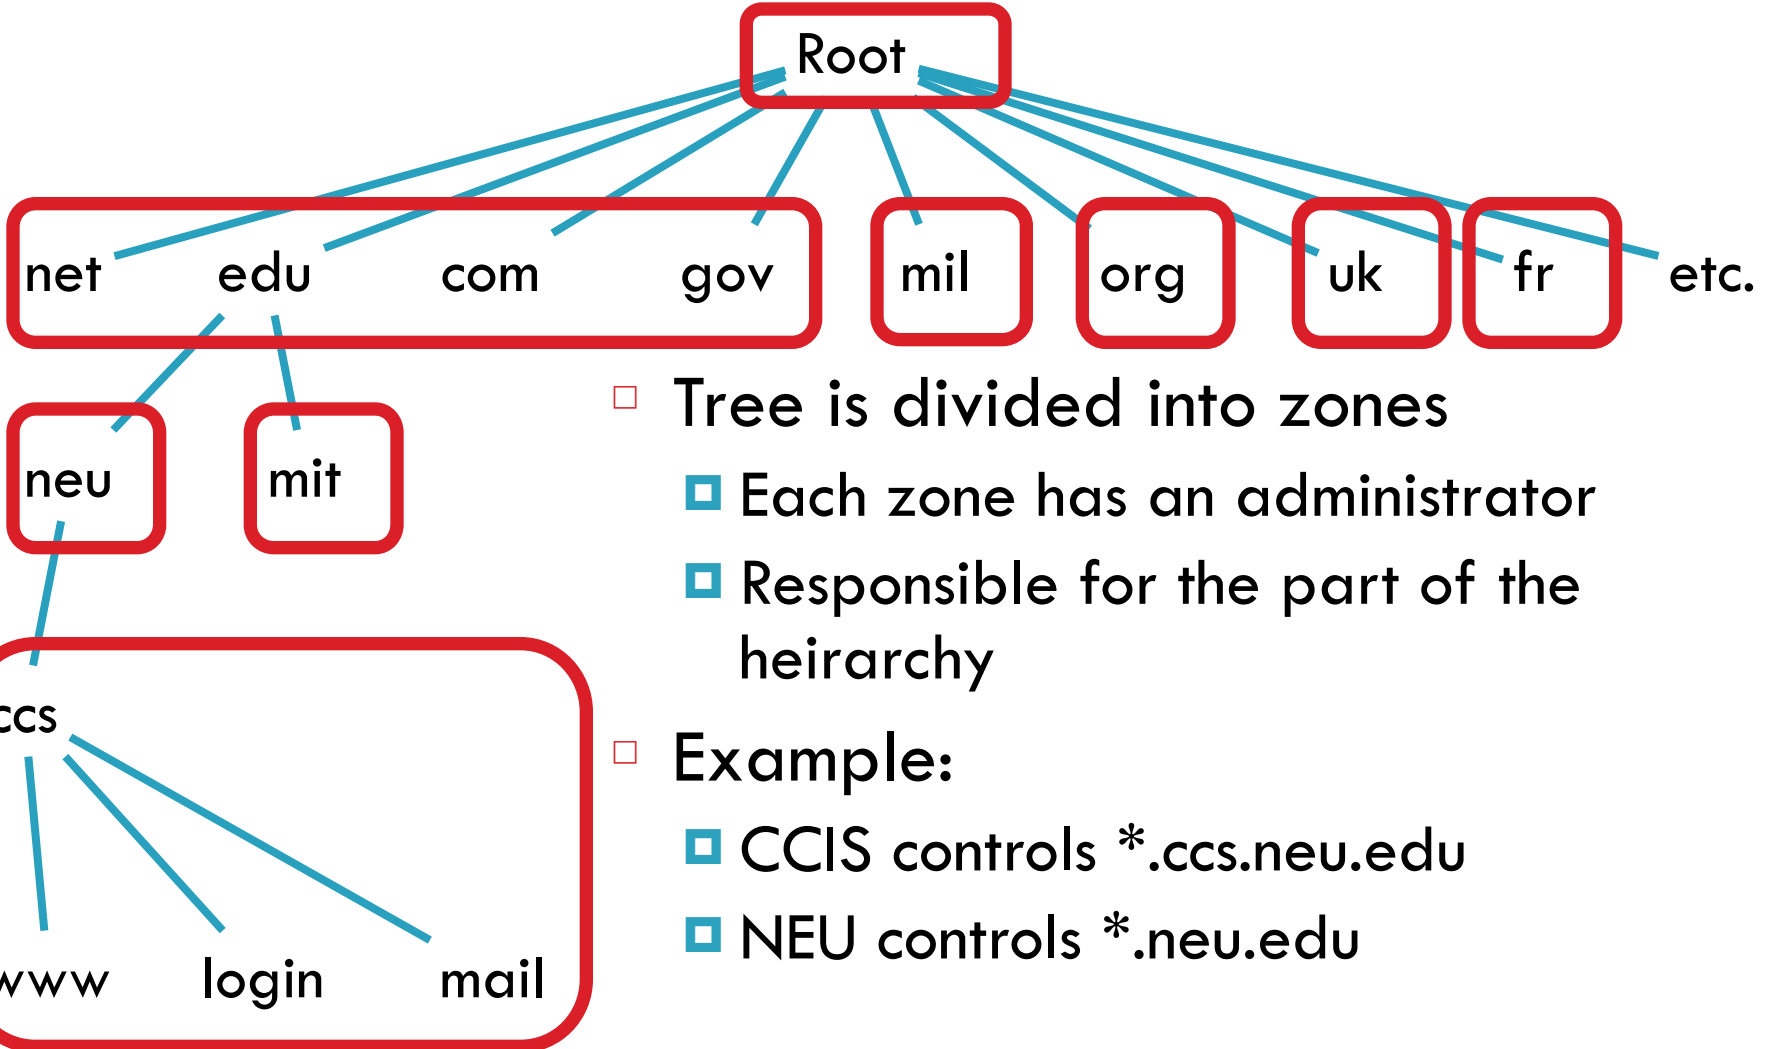 Root
net edu com gov mil org uk fr etc.
neu mit
ccs
www login mail
Tree is divided into zones
Each zone has an administrator
Responsible for the part of the
heirarchy
Example:
CCIS controls *.ccs.neu.edu
NEU controls *.neu.edu